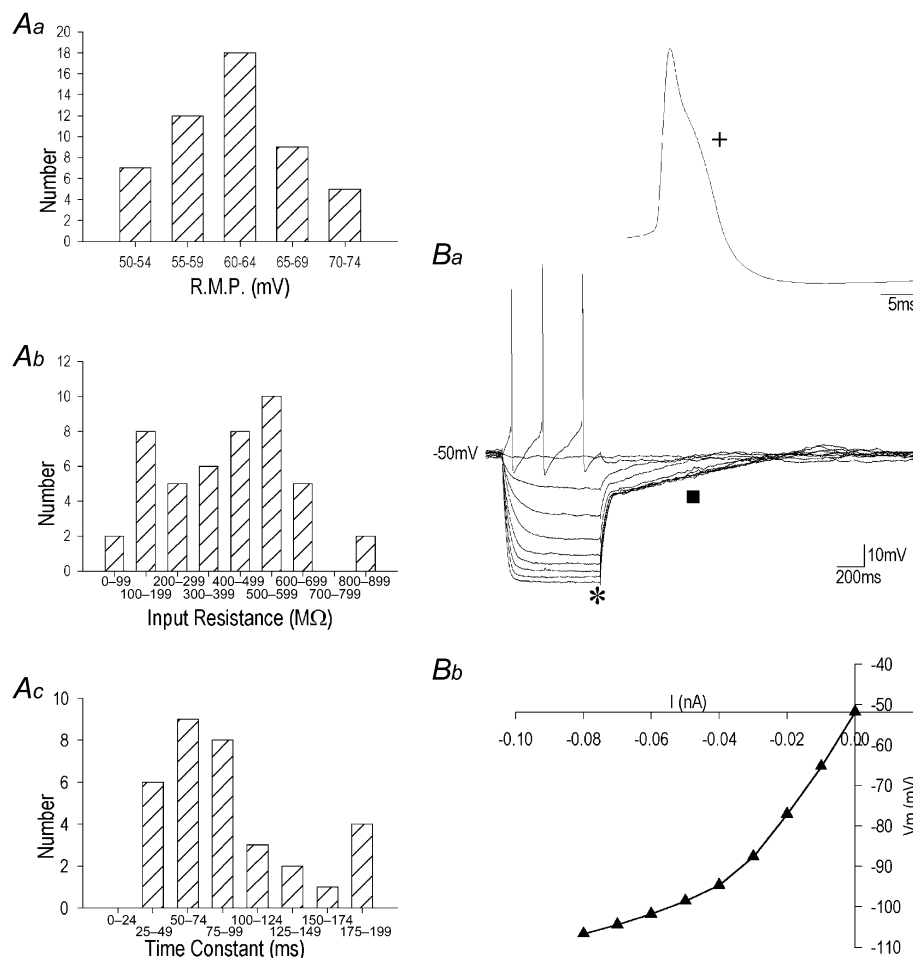 Aa
20
18
16
14
12
10
8
6
4
2
0
Number
50-54 55-59 60-64 65-69 70-74
R.M.P. (mV)
Ab
12
10
8
6
4
2
0
Number
0–99 200–299 400–499 600–699 800–899
100–199 300–399 500–599 700–799
Input Resistance (MΩ)
Ac
10
8
6
4
2
0
Number
0–24 50–74 100–124 150–174
25–49 75–99 125–149 175–199
Time Constant (ms)
+
Ba
5ms
-50mV
10mV
200ms
*
Bb
I (nA)
-0.10 -0.08 -0.06 -0.04 -0.02 0.00
-40
-50
-60
-70
-80
-90
-100
-110
Vm (mV)